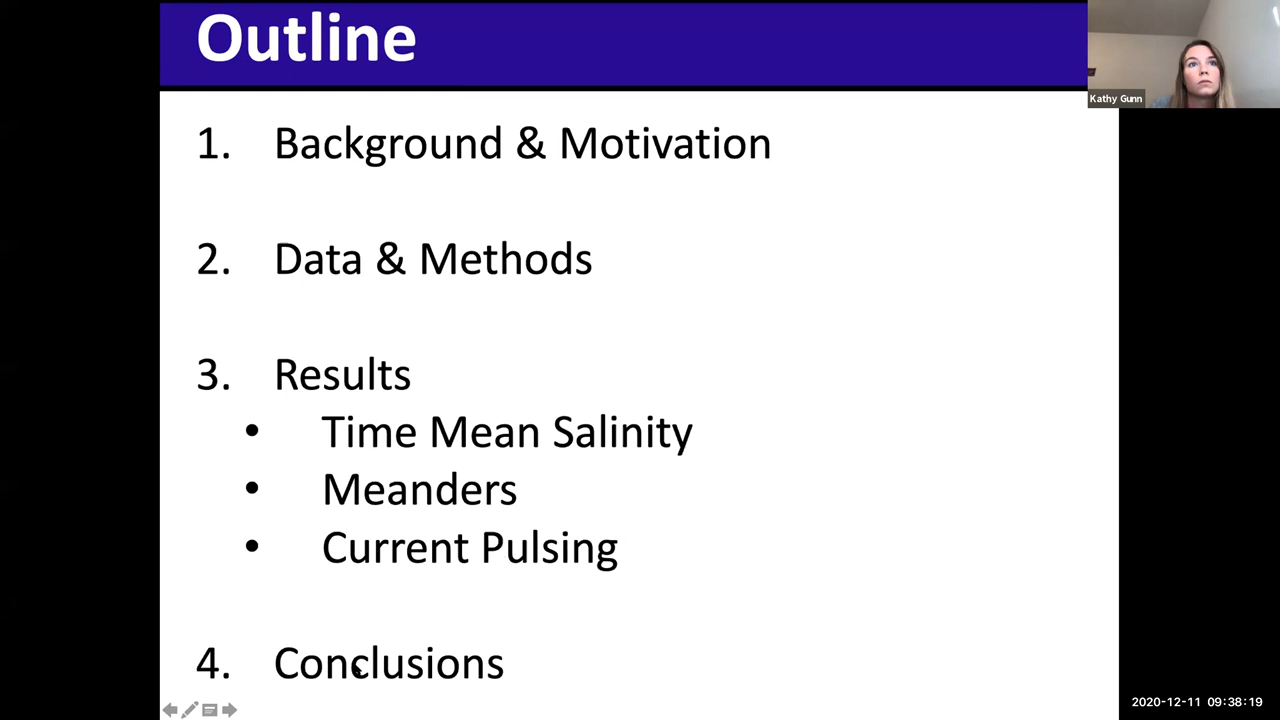 Outline
Kathy Gunn
1. Background & Motivation
2. Data & Methods
3. Results
• Time Mean Salinity
• Meanders
• Current Pulsing
4. Conclusions
2020-12-11 09:38:19